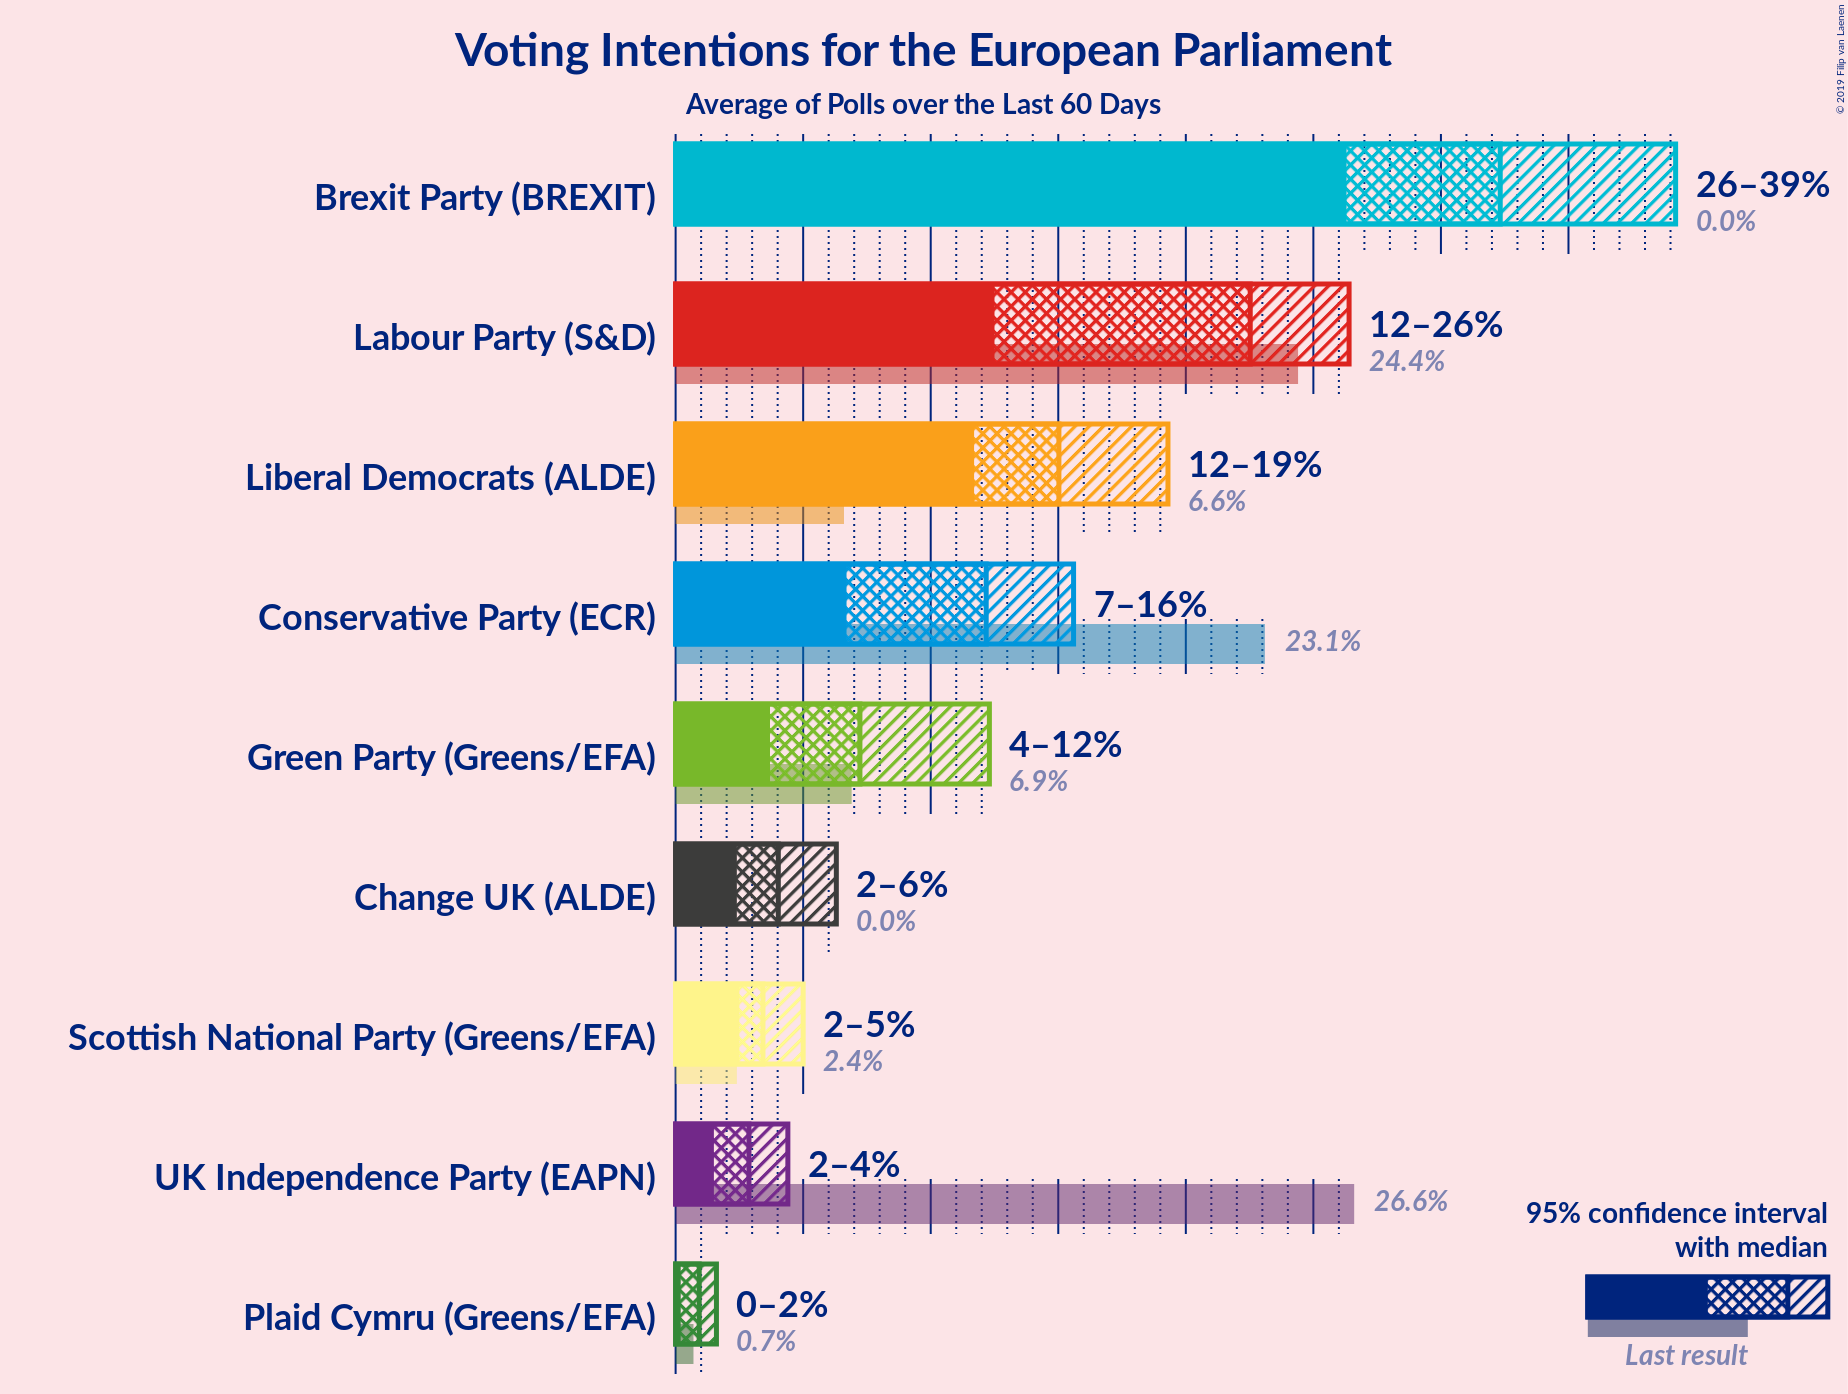 Voting Intentions for the European Parliament
Average of Polls over the Last 60 Days
© 2019 Filip van Laenen
Brexit Party (BREXIT)
26–39%
0.0%
Labour Party (S&D)
12–26%
24.4%
Liberal Democrats (ALDE)
12–19%
6.6%
Conservative Party (ECR)
7–16%
23.1%
Green Party (Greens/EFA)
4–12%
6.9%
Change UK (ALDE)
2–6%
0.0%
Scottish National Party (Greens/EFA)
2–5%
2.4%
UK Independence Party (EAPN)
2–4%
26.6%
Plaid Cymru (Greens/EFA)
0–2%
0.7%
95% confidence interval
with median
Last result